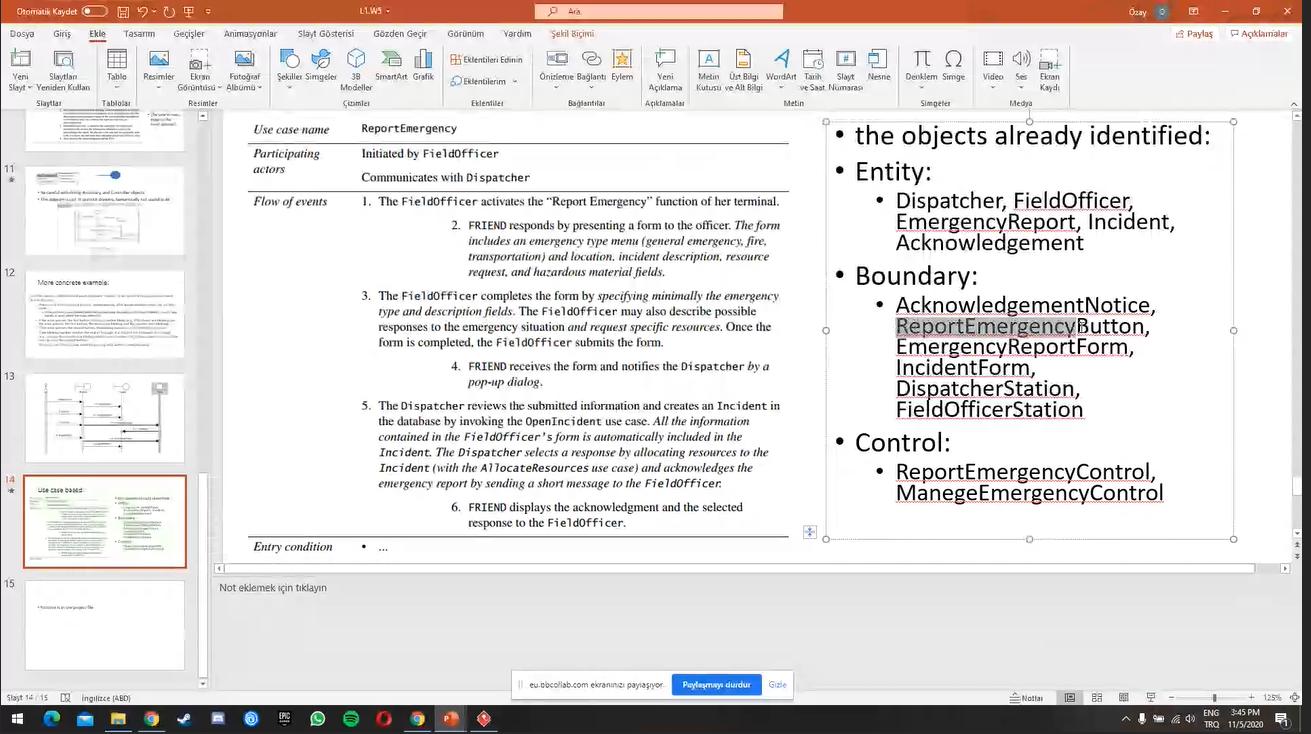 Otomatik Kaydet
L1.W5
Ara
Özay
Dosya Giriş Ekle Tasarım Geçişler Animasyonlar Slayt Gösterisi Gözden Geçir Görünüm Yardım Şekil Biçimi
Paylaş Açıklamalar
Yeni Slayt
Slaytları Yeniden Kullan
Tablo
Resimler
Ekran Görüntüsü
Fotoğraf Albümü
Şekiller
Simgeler
3B Modeller
SmartArt
Grafik
Eklentileri Edinin
Eklentilerim
Önizleme
Bağlantı
Eylem
Yeni Açıklama
Metin Kutusu
Üst Bilgi ve Alt Bilgi
WordArt
Tarih ve Saat
Slayt Numarası
Nesne
Denklem
Simge
Video
Ses
Ekran Kaydı
Slaytlar Tablolar Resimler Çizimler Eklentiler Bağlantılar Açıklamalar Metin Simgeler Medya
11
12
More concrete example:
13
14
Use case based:
15
Use case name ReportEmergency
Participating actors
Initiated by FieldOfficer
Communicates with Dispatcher
Flow of events
1. The FieldOfficer activates the “Report Emergency” function of her terminal.
2. FRIEND responds by presenting a form to the officer. The form
includes an emergency type menu (general emergency, fire,
transportation) and location, incident description, resource
request, and hazardous material fields.
3. The FieldOfficer completes the form by specifying minimally the emergency
type and description fields. The FieldOfficer may also describe possible
responses to the emergency situation and request specific resources. Once the
form is completed, the FieldOfficer submits the form.
4. FRIEND receives the form and notifies the Dispatcher by a
pop-up dialog.
5. The Dispatcher reviews the submitted information and creates an Incident in
the database by invoking the OpenIncident use case. All the information
contained in the FieldOfficer’s form is automatically included in the
Incident. The Dispatcher selects a response by allocating resources to the
Incident (with the AllocateResources use case) and acknowledges the
emergency report by sending a short message to the FieldOfficer.
6. FRIEND displays the acknowledgment and the selected
response to the FieldOfficer.
Entry condition • ...
• the objects already identified:
• Entity:
• Dispatcher, FieldOfficer,
EmergencyReport, Incident,
Acknowledgement
• Boundary:
• AcknowledgementNotice,
ReportEmergencyButton,
EmergencyReportForm,
IncidentForm,
DispatcherStation,
FieldOfficerStation
• Control:
• ReportEmergencyControl,
ManegeEmergencyControl
Not eklemek için tıklayın
eu.bbcollab.com ekranınızı paylaşıyor.
Paylaşmayı durdur
Gizle
Slayt 14 / 15
İngilizce (ABD)
Notlar
125%
ENG
TRQ
3:45 PM
11/5/2020